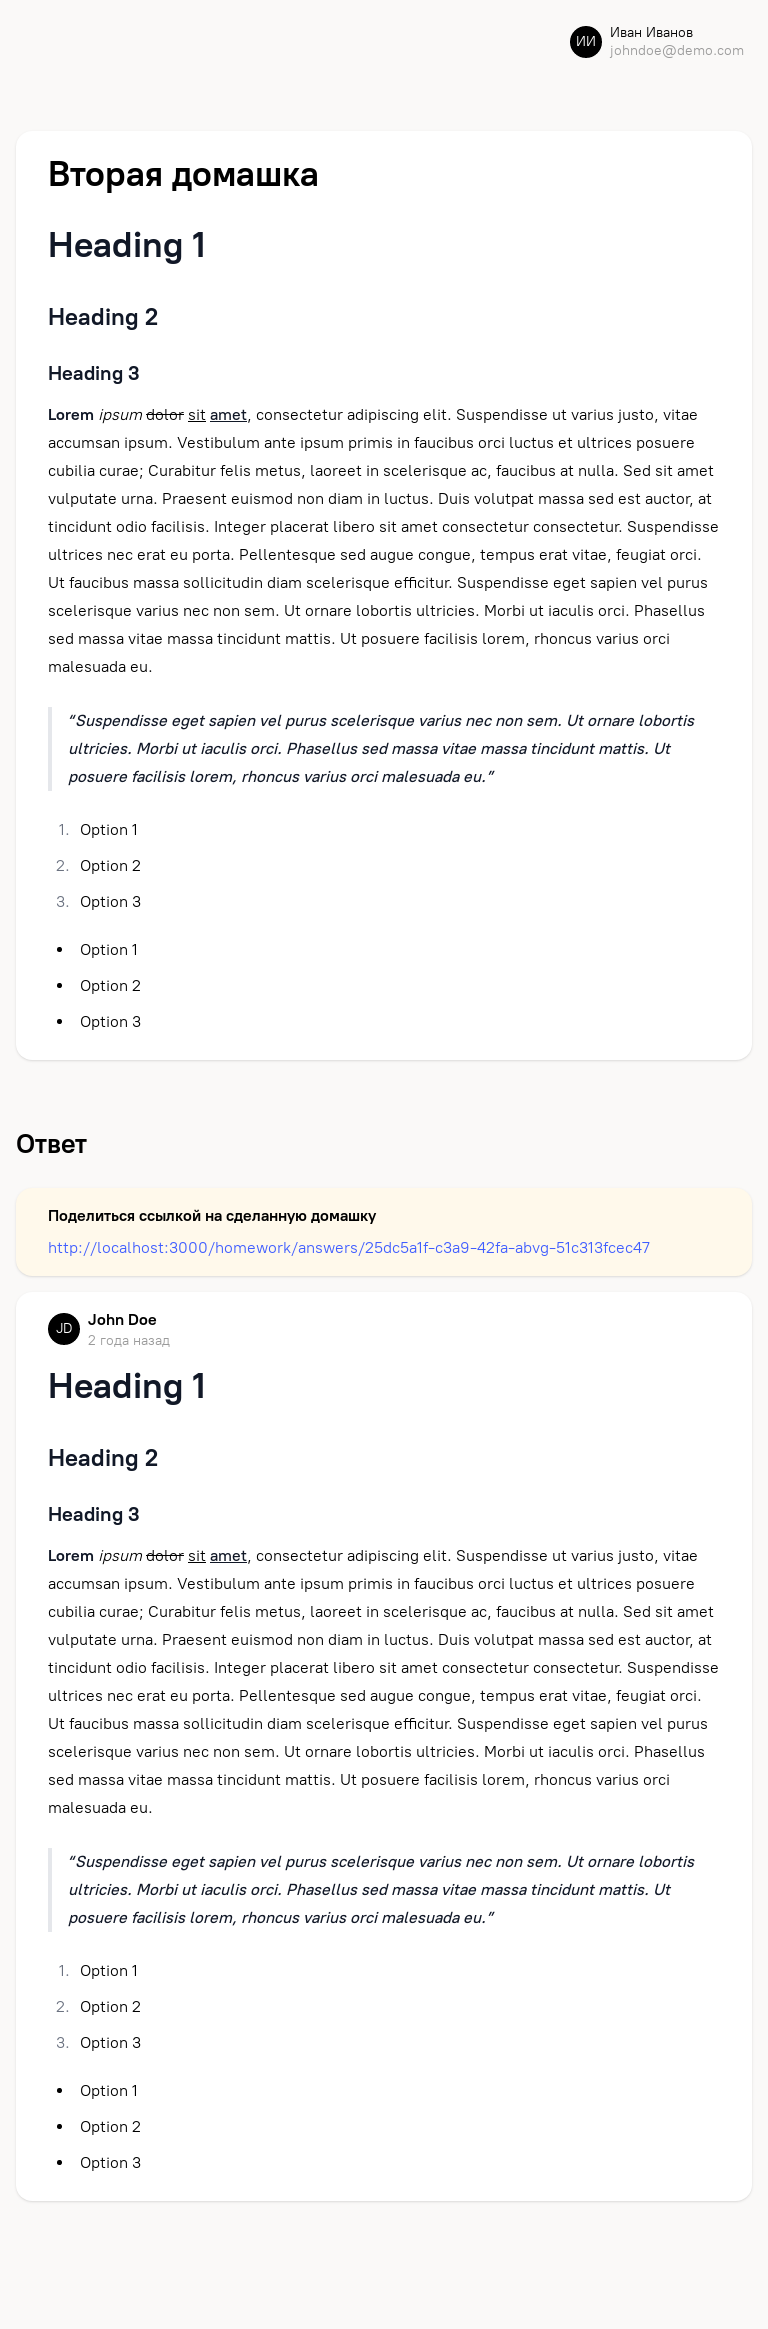 ИИ
Иван Иванов
johndoe@demo.com
Вторая домашка
Heading 1
Heading 2
Heading 3
Lorem ipsum dolor sit amet, consectetur adipiscing elit. Suspendisse ut varius justo, vitae
accumsan ipsum. Vestibulum ante ipsum primis in faucibus orci luctus et ultrices posuere
cubilia curae; Curabitur felis metus, laoreet in scelerisque ac, faucibus at nulla. Sed sit amet
vulputate urna. Praesent euismod non diam in luctus. Duis volutpat massa sed est auctor, at
tincidunt odio facilisis. Integer placerat libero sit amet consectetur consectetur. Suspendisse
ultrices nec erat eu porta. Pellentesque sed augue congue, tempus erat vitae, feugiat orci.
Ut faucibus massa sollicitudin diam scelerisque efficitur. Suspendisse eget sapien vel purus
scelerisque varius nec non sem. Ut ornare lobortis ultricies. Morbi ut iaculis orci. Phasellus
sed massa vitae massa tincidunt mattis. Ut posuere facilisis lorem, rhoncus varius orci
malesuada eu.
“Suspendisse eget sapien vel purus scelerisque varius nec non sem. Ut ornare lobortis
ultricies. Morbi ut iaculis orci. Phasellus sed massa vitae massa tincidunt mattis. Ut
posuere facilisis lorem, rhoncus varius orci malesuada eu.”
1. Option 1
2. Option 2
3. Option 3
• Option 1
• Option 2
• Option 3
Ответ
Поделиться ссылкой на сделанную домашку
http://localhost:3000/homework/answers/25dc5a1f-c3a9-42fa-abvg-51c313fcec47
JD
John Doe
2 года назад
Heading 1
Heading 2
Heading 3
Lorem ipsum dolor sit amet, consectetur adipiscing elit. Suspendisse ut varius justo, vitae
accumsan ipsum. Vestibulum ante ipsum primis in faucibus orci luctus et ultrices posuere
cubilia curae; Curabitur felis metus, laoreet in scelerisque ac, faucibus at nulla. Sed sit amet
vulputate urna. Praesent euismod non diam in luctus. Duis volutpat massa sed est auctor, at
tincidunt odio facilisis. Integer placerat libero sit amet consectetur consectetur. Suspendisse
ultrices nec erat eu porta. Pellentesque sed augue congue, tempus erat vitae, feugiat orci.
Ut faucibus massa sollicitudin diam scelerisque efficitur. Suspendisse eget sapien vel purus
scelerisque varius nec non sem. Ut ornare lobortis ultricies. Morbi ut iaculis orci. Phasellus
sed massa vitae massa tincidunt mattis. Ut posuere facilisis lorem, rhoncus varius orci
malesuada eu.
“Suspendisse eget sapien vel purus scelerisque varius nec non sem. Ut ornare lobortis
ultricies. Morbi ut iaculis orci. Phasellus sed massa vitae massa tincidunt mattis. Ut
posuere facilisis lorem, rhoncus varius orci malesuada eu.”
1. Option 1
2. Option 2
3. Option 3
• Option 1
• Option 2
• Option 3